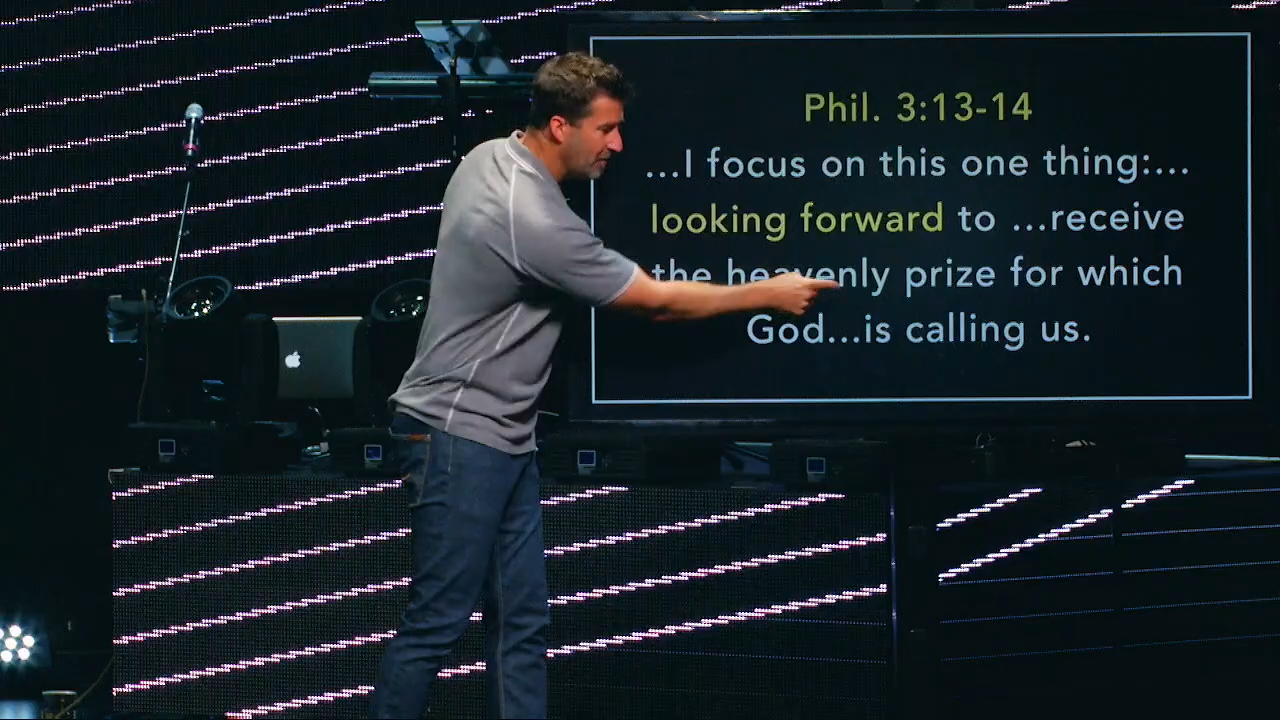 Phil. 3:13-14
...I focus on this one thing:...
looking forward to ...receive
the heavenly prize for which
God...is calling us.